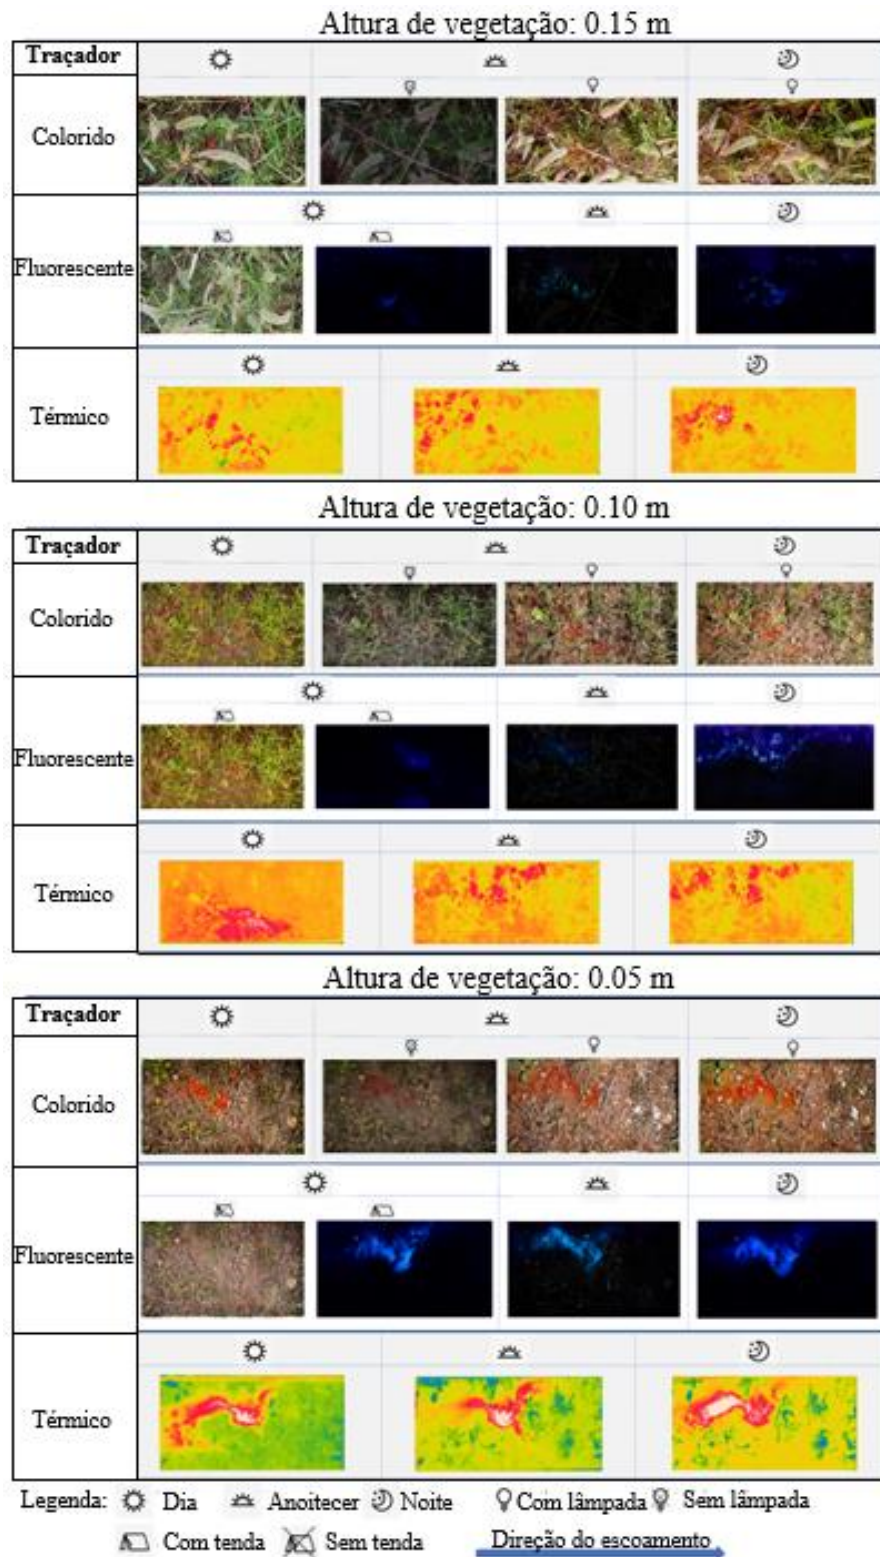 Altura de vegetação: 0.15 m
Traçador
Colorido
Fluorescente
Térmico
Altura de vegetação: 0.10 m
Traçador
Colorido
Fluorescente
Térmico
Altura de vegetação: 0.05 m
Traçador
Colorido
Fluorescente
Térmico
Legenda: Dia Anoitecer Noite Com lâmpada Sem lâmpada
Com tenda Sem tenda Direção do escoamento